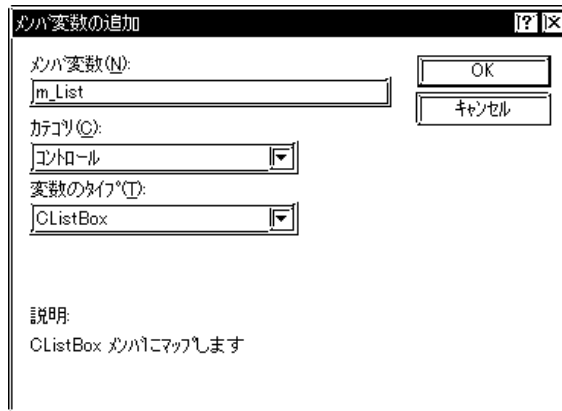 ﾒﾝﾊﾞ変数の追加
ﾒﾝﾊﾞ変数(N):
OK
m_List
ｷｬﾝｾﾙ
ｶﾃｺﾞﾘ(C):
ｺﾝﾄﾛｰﾙ
変数のﾀｲﾌﾟ(T):
CListBox
説明:
CListBox ﾒﾝﾊﾞにﾏｯﾌﾟします